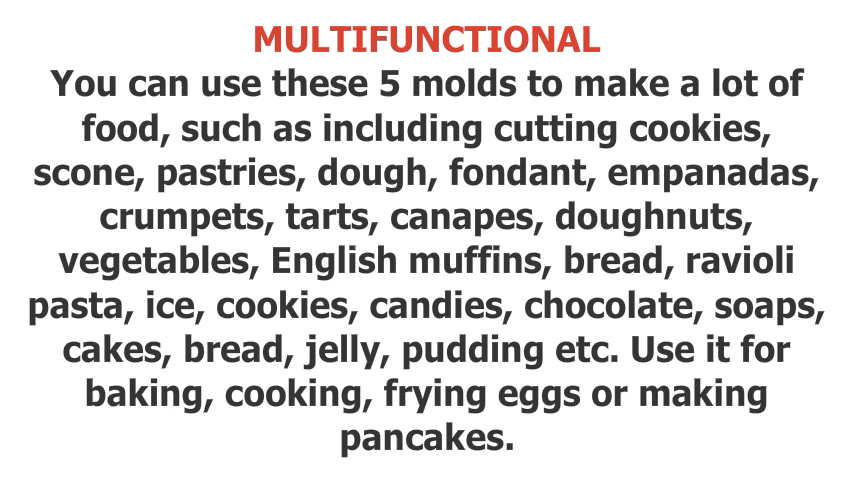 MULTIFUNCTIONAL
You can use these 5 molds to make a lot of
food, such as including cutting cookies,
scone, pastries, dough, fondant, empanadas,
crumpets, tarts, canapes, doughnuts,
vegetables, English muffins, bread, ravioli
pasta, ice, cookies, candies, chocolate, soaps,
cakes, bread, jelly, pudding etc. Use it for
baking, cooking, frying eggs or making
pancakes.